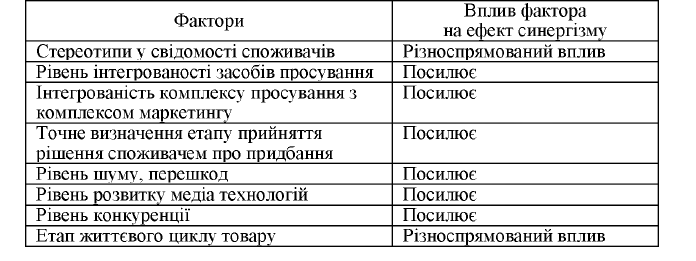 Фактори
Вплив фактора
на ефект синергізму
Стереотипи у свідомості споживачів
Різноспрямований вплив
Рівень інтегрованості засобів просування
Посилює
Інтегрованість комплексу просування з
комплексом маркетингу
Посилює
Точне визначення етапу прийняття
рішення споживачем про придбання
Посилює
Рівень шуму, перешкод
Посилює
Рівень розвитку медіа технологій
Посилює
Рівень конкуренції
Посилює
Етап життєвого циклу товару
Різноспрямований вплив